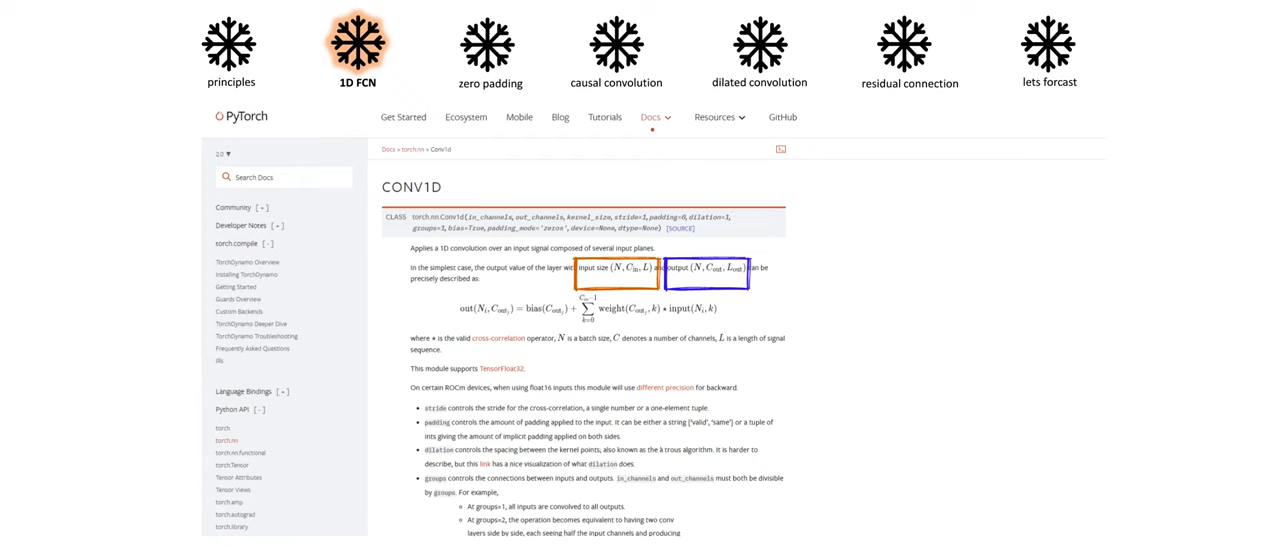 principles
1D FCN
zero padding
causal convolution
dilated convolution
residual connection
lets forcast
PyTorch
Get Started
Ecosystem
Mobile
Blog
Tutorials
Docs
Resources
GitHub
2.0 ▼
Search Docs
Community [ + ]
Developer Notes [ + ]
torch.compile [ - ]
TorchDynamo Overview
Installing TorchDynamo
Getting Started
Guards Overview
Custom Backends
TorchDynamo Deeper Dive
TorchDynamo Troubleshooting
Frequently Asked Questions
IRs
Language Bindings [ + ]
Python API [ - ]
torch
torch.nn
torch.nn.functional
torch.Tensor
Tensor Attributes
Tensor Views
torch.amp
torch.autograd
torch.library
Docs > torch.nn > Conv1d
CONV1D
CLASS torch.nn.Conv1d(in_channels, out_channels, kernel_size, stride=1, padding=0, dilation=1,
groups=1, bias=True, padding_mode='zeros', device=None, dtype=None) [SOURCE]
Applies a 1D convolution over an input signal composed of several input planes.
In the simplest case, the output value of the layer with input size (N, C_in, L) and output (N, C_out, L_out) can be
precisely described as:
out(N_i, C_out_j) = bias(C_out_j) + ∑_{k=0}^{C_in−1} weight(C_out_j, k) ⋆ input(N_i, k)
where ⋆ is the valid cross-correlation operator, N is a batch size, C denotes a number of channels, L is a length of signal
sequence.
This module supports TensorFloat32.
On certain ROCm devices, when using float16 inputs this module will use different precision for backward.
• stride controls the stride for the cross-correlation, a single number or a one-element tuple.
• padding controls the amount of padding applied to the input. It can be either a string {'valid', 'same'} or a tuple of
ints giving the amount of implicit padding applied on both sides.
• dilation controls the spacing between the kernel points; also known as the à trous algorithm. It is harder to
describe, but this link has a nice visualization of what dilation does.
• groups controls the connections between inputs and outputs. in_channels and out_channels must both be divisible
by groups. For example,
At groups=1, all inputs are convolved to all outputs.
At groups=2, the operation becomes equivalent to having two conv
layers side by side, each seeing half the input channels and producing